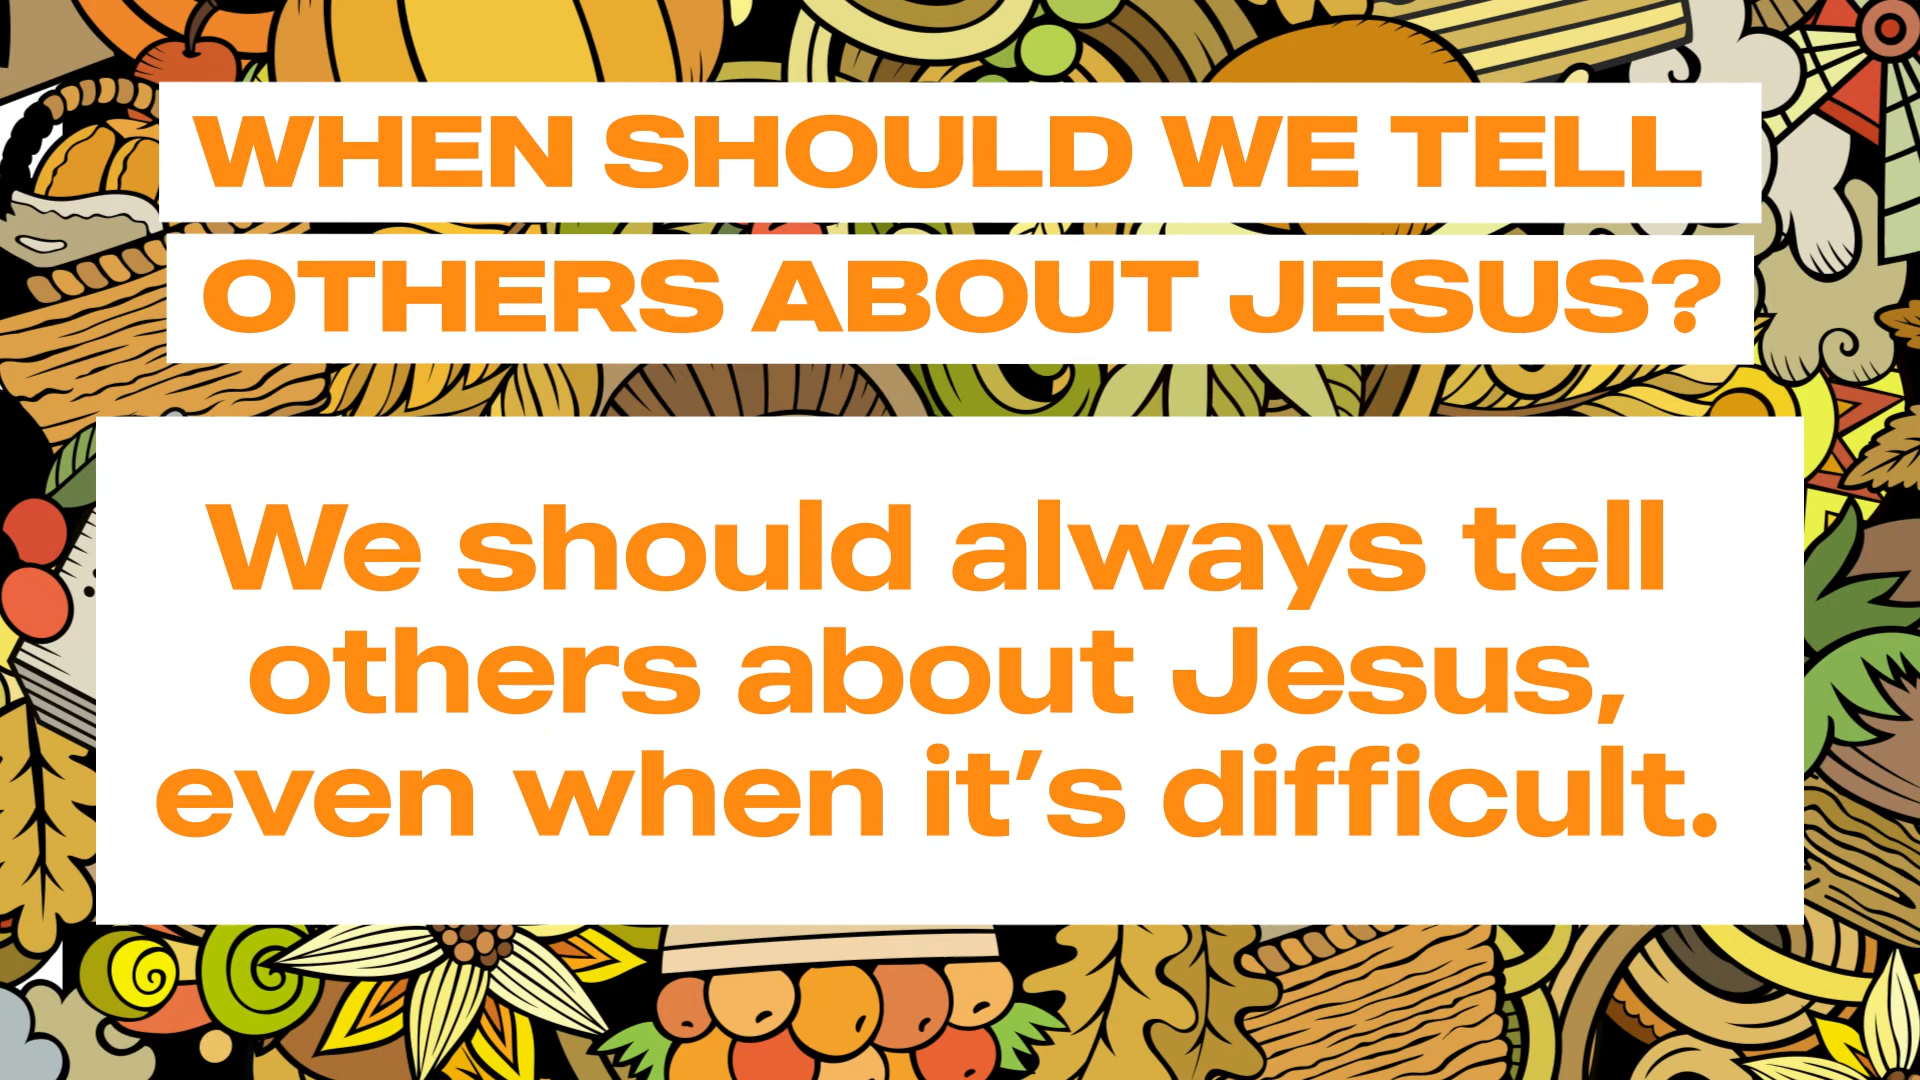 WHEN SHOULD WE TELL
OTHERS ABOUT JESUS?
We should always tell
others about Jesus,
even when it’s difficult.